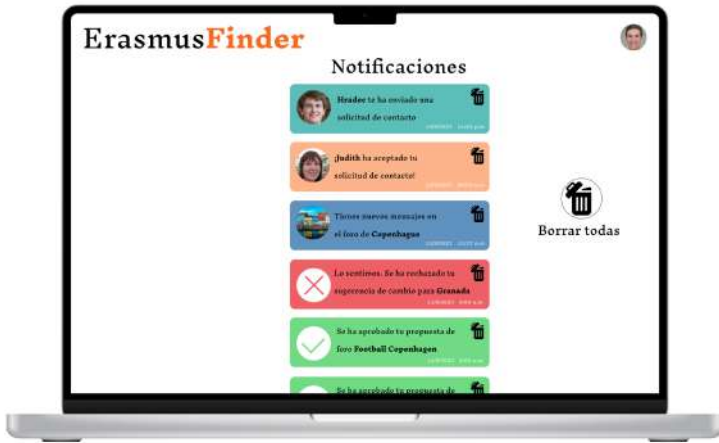 ErasmusFinder
Notificaciones
te ha enviado una
solicitud de contacto
¡Judith ha aceptado tu
solicitud de contacto!
Tienes nuevos mensajes en
el foro de Copenhague
Lo sentimos. Se ha rechazado tu
sugerencia de cambio para Granada
Se ha aprobado tu propuesta de
foro Football Copenhagen
Se ha aprobado tu propuesta de
Borrar todas